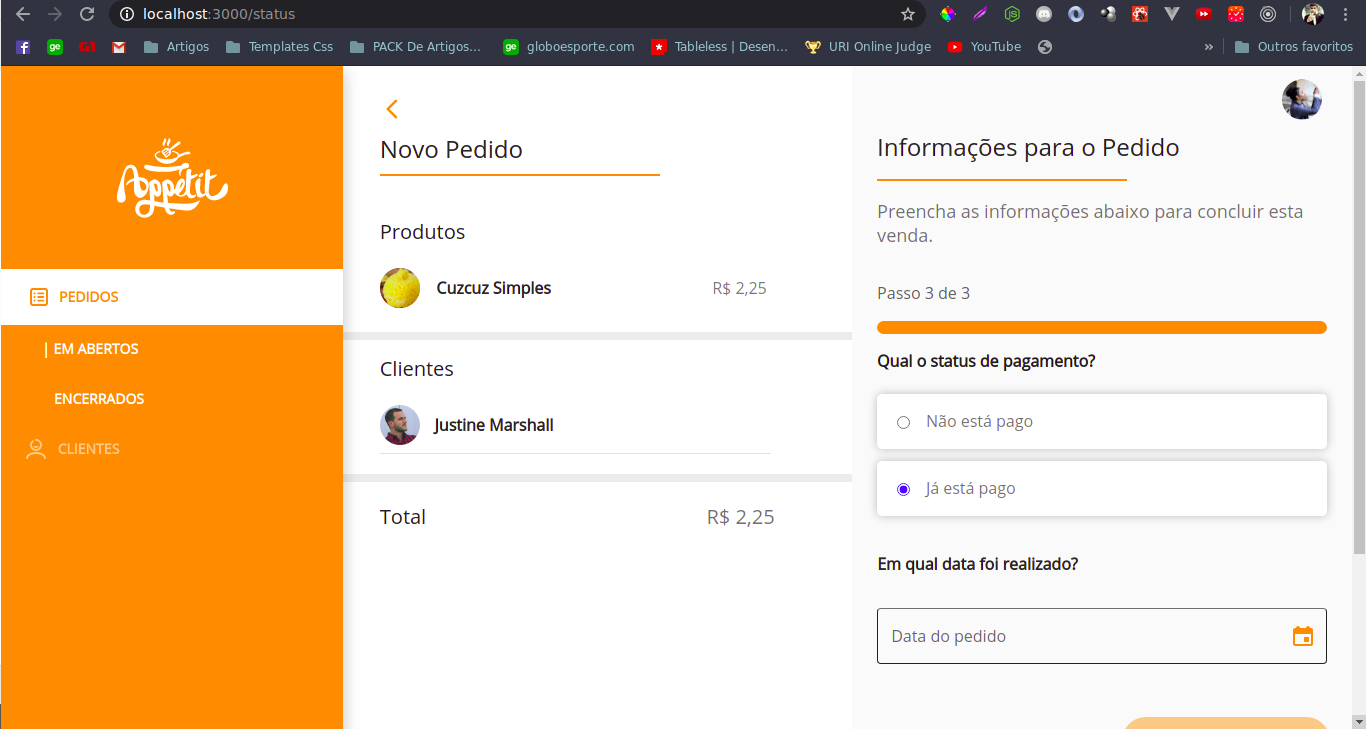 localhost:3000/status
f
ge
G1
M
Artigos
Templates Css
PACK De Artigos...
ge
globoesporte.com
Tableless | Desen...
URI Online Judge
YouTube
»
Outros favoritos
Appetit
PEDIDOS
| EM ABERTOS
ENCERRADOS
CLIENTES
Novo Pedido
Produtos
Cuzcuz Simples
R$ 2,25
Clientes
Justine Marshall
Total
R$ 2,25
Informações para o Pedido
Preencha as informações abaixo para concluir esta
venda.
Passo 3 de 3
Qual o status de pagamento?
Não está pago
Já está pago
Em qual data foi realizado?
Data do pedido